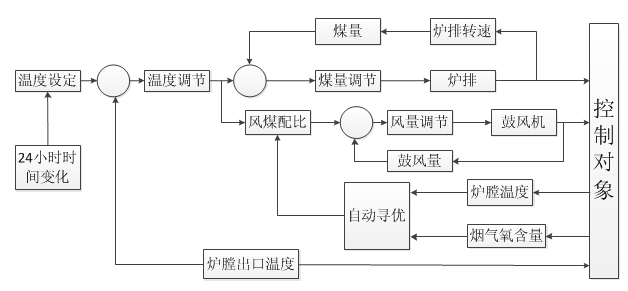 煤量
炉排转速
温度设定
温度调节
煤量调节
炉排
风煤配比
风量调节
鼓风机
控制对象
24小时时
间变化
鼓风量
炉膛温度
自动寻优
烟气氧含量
炉膛出口温度